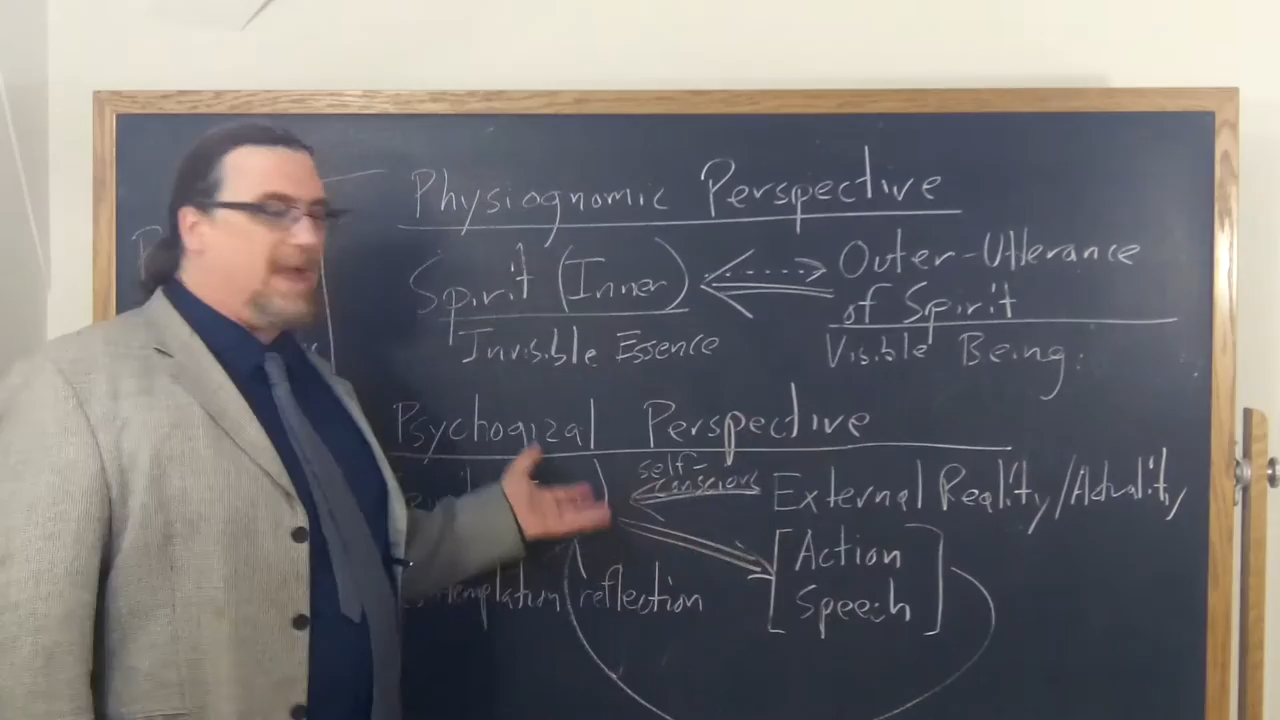 Physiognomic Perspective
Spirit (Inner) Outer-Utterance
of Spirit
Invisible Essence Visible Being.
Psychogizal Perspective
self-
conscious External Reality/Actuality
[Action
Speech]
reflection